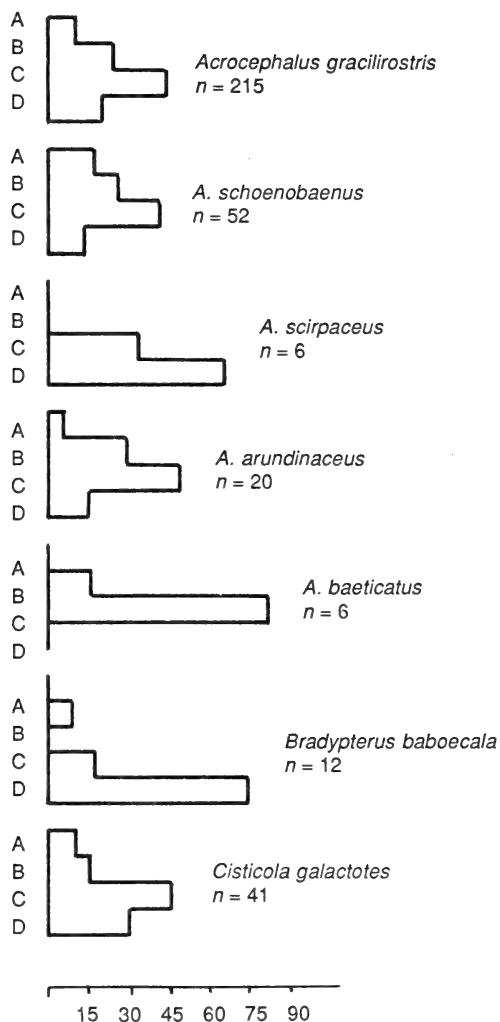 A
B
C
D
Acrocephalus gracilirostris
n = 215
A
B
C
D
A. schoenobaenus
n = 52
A
B
C
D
A. scirpaceus
n = 6
A
B
C
D
A. arundinaceus
n = 20
A
B
C
D
A. baeticatus
n = 6
A
B
C
D
Bradypterus baboecala
n = 12
A
B
C
D
Cisticola galactotes
n = 41
15 30 45 60 75 90